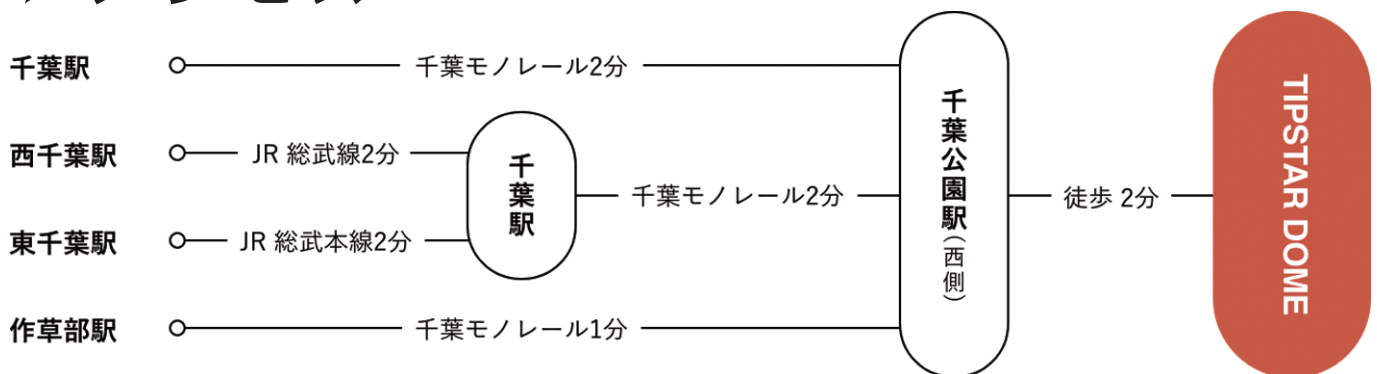 千葉駅
千葉モノレール2分
西千葉駅
JR 総武線2分
東千葉駅
JR 総武本線2分
千葉駅
千葉モノレール2分
作草部駅
千葉モノレール1分
千葉公園駅(西側)
徒歩 2分
TIPSTAR DOME